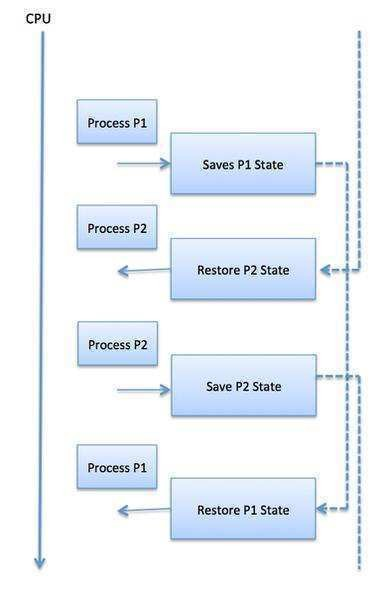 CPU
Process P1
Saves P1 State
Process P2
Restore P2 State
Process P2
Save P2 State
Process P1
Restore P1 State